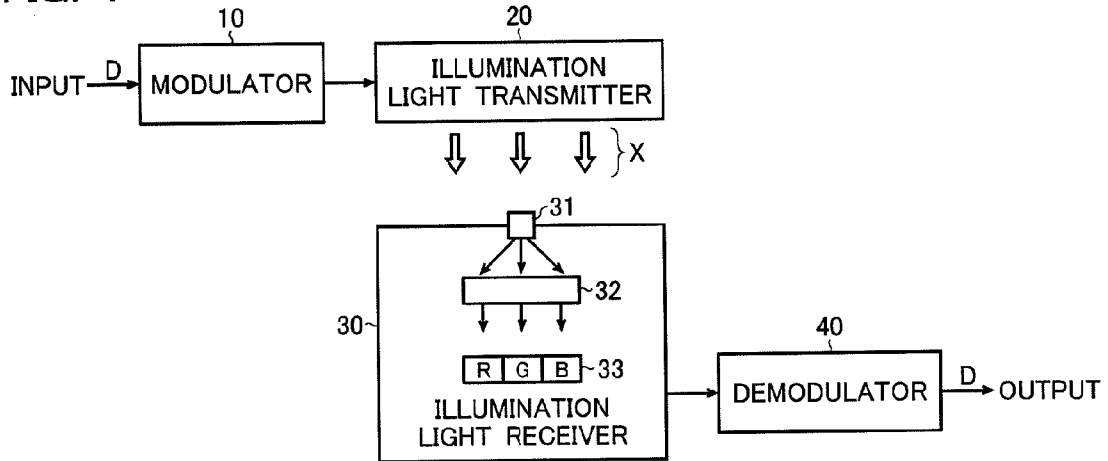 10
20
INPUT D MODULATOR
ILLUMINATION
LIGHT TRANSMITTER
X
31
32
30
R G B 33
ILLUMINATION
LIGHT RECEIVER
40
DEMODULATOR D OUTPUT